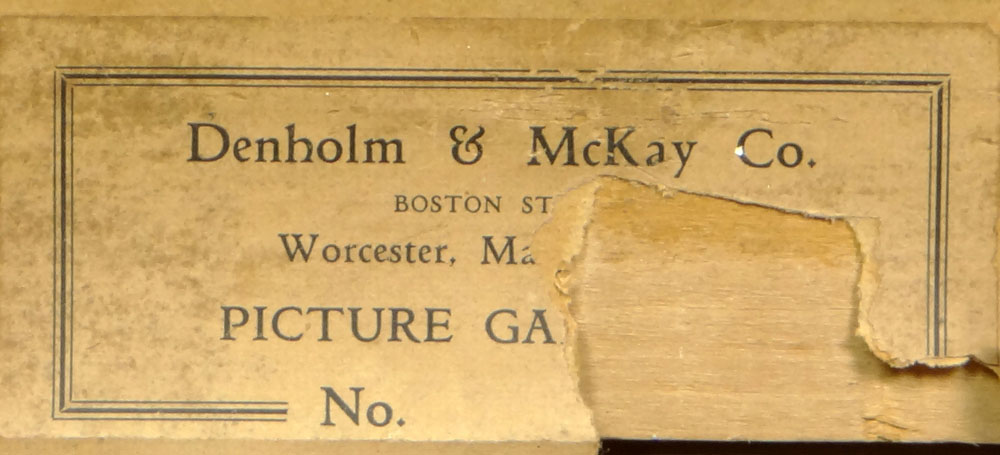 Denholm & McKay Co.
BOSTON ST
Worcester, Ma
PICTURE GA
No.